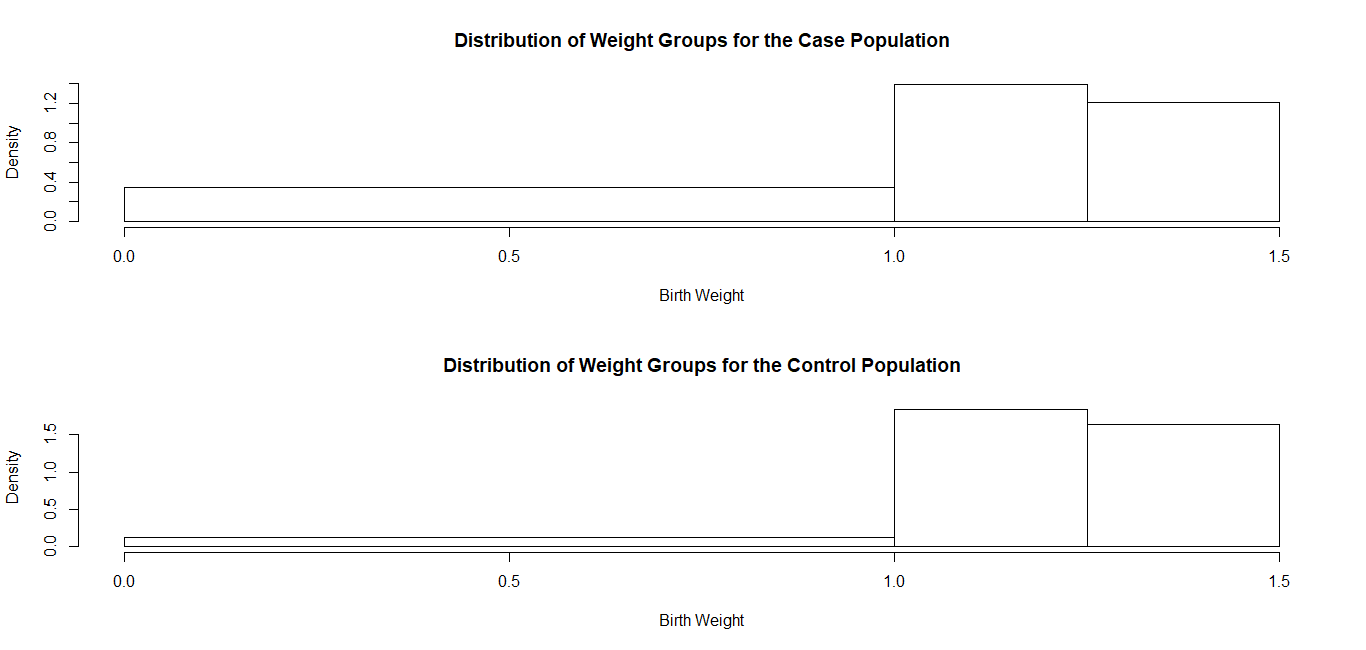 Distribution of Weight Groups for the Case Population
Density
1.2
0.8
0.4
0.0
0.0 0.5 1.0 1.5
Birth Weight
Distribution of Weight Groups for the Control Population
Density
1.5
1.0
0.5
0.0
0.0 0.5 1.0 1.5
Birth Weight